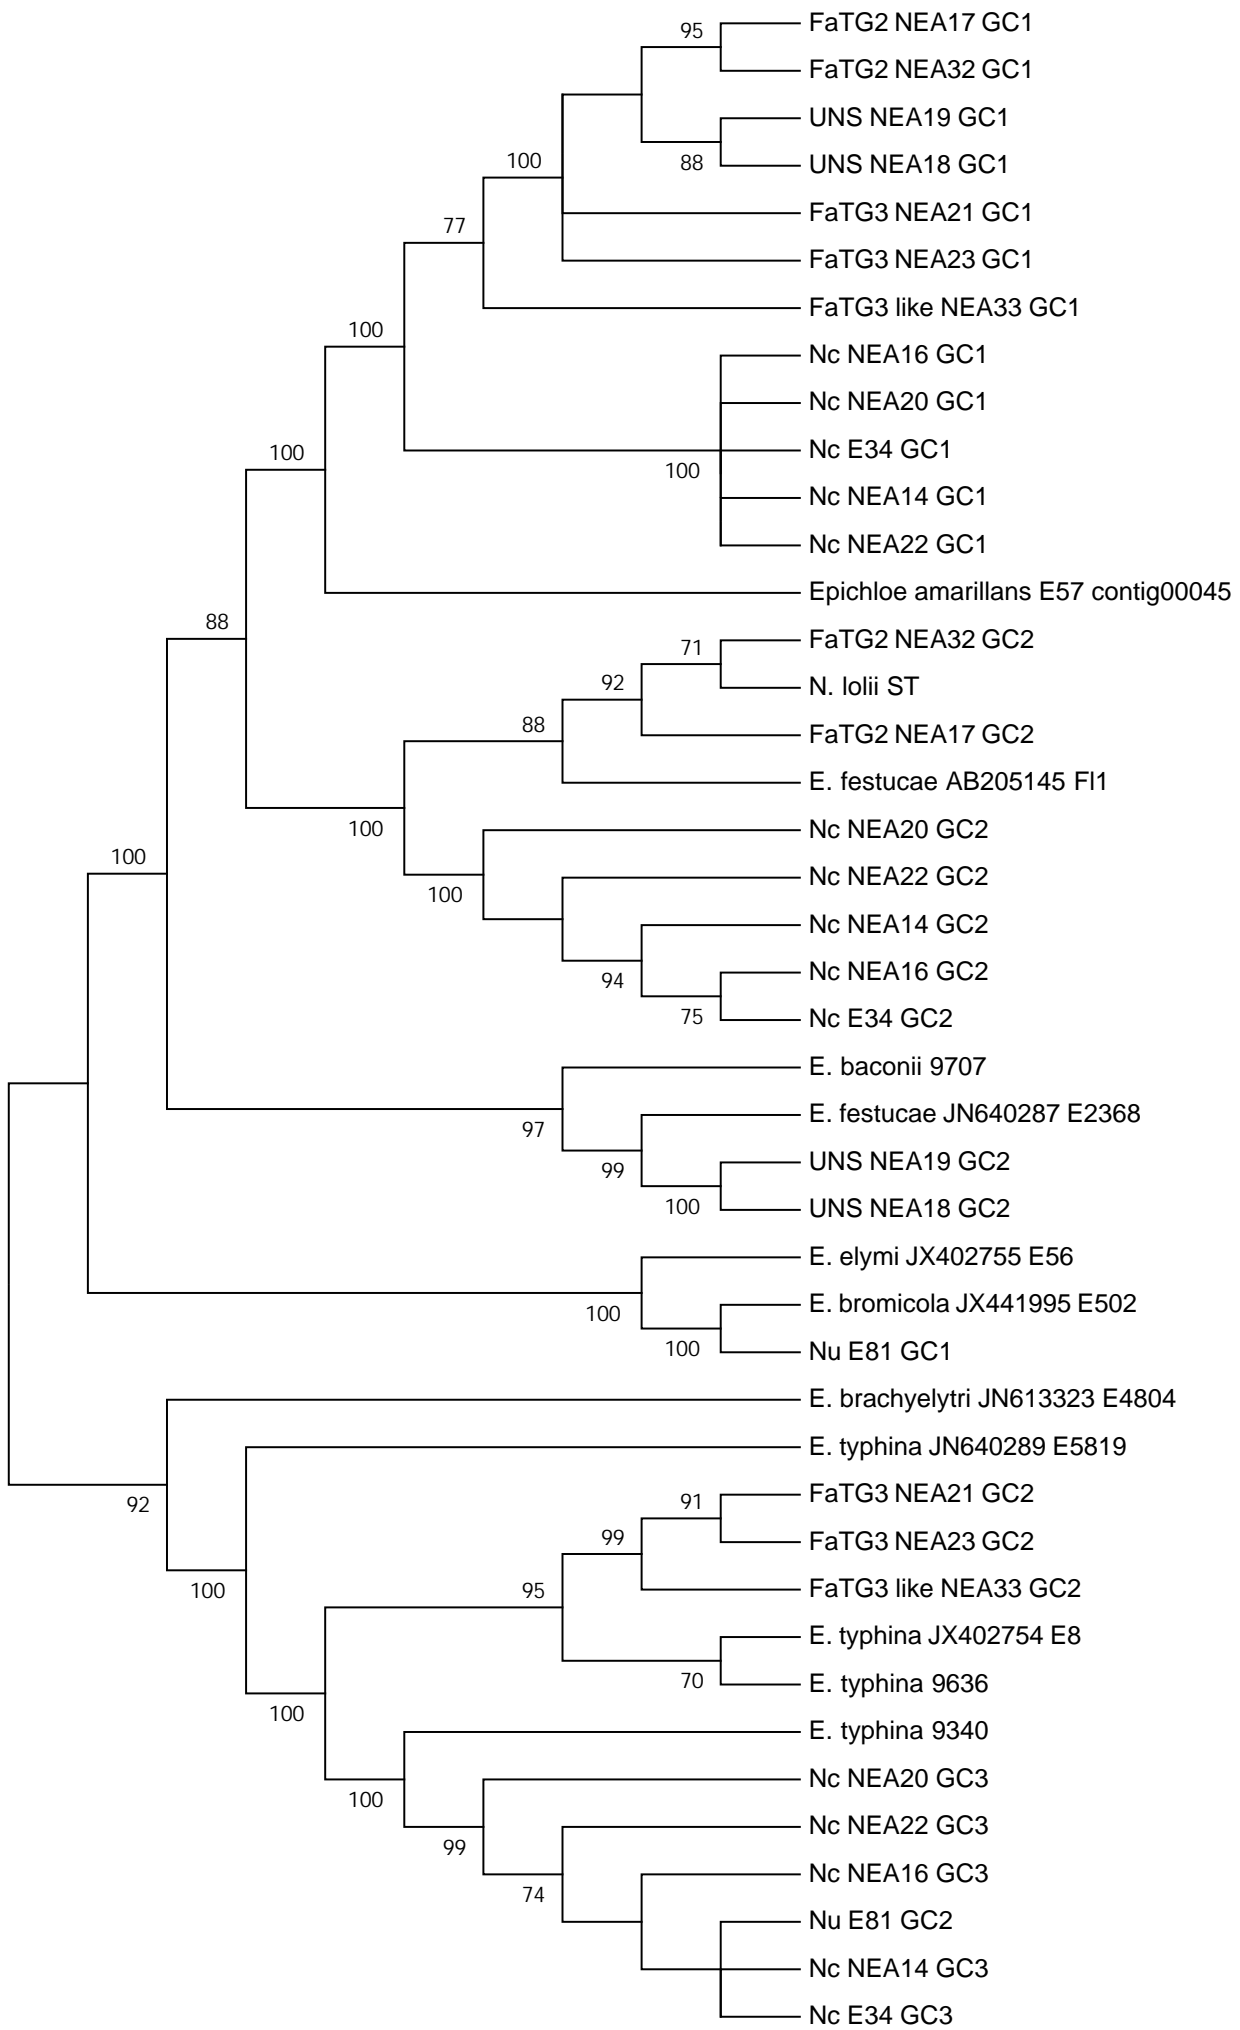 95
FaTG2 NEA17 GC1
FaTG2 NEA32 GC1
UNS NEA19 GC1
88
UNS NEA18 GC1
100
FaTG3 NEA21 GC1
77
FaTG3 NEA23 GC1
FaTG3 like NEA33 GC1
100
Nc NEA16 GC1
Nc NEA20 GC1
100
Nc E34 GC1
100
Nc NEA14 GC1
Nc NEA22 GC1
Epichloe amarillans E57 contig00045
88
71
FaTG2 NEA32 GC2
92
N. lolii ST
88
FaTG2 NEA17 GC2
E. festucae AB205145 Fl1
100
Nc NEA20 GC2
100
100
Nc NEA22 GC2
Nc NEA14 GC2
94
Nc NEA16 GC2
75
Nc E34 GC2
E. baconii 9707
97
E. festucae JN640287 E2368
99
UNS NEA19 GC2
100
UNS NEA18 GC2
E. elymi JX402755 E56
100
E. bromicola JX441995 E502
100
Nu E81 GC1
E. brachyelytri JN613323 E4804
E. typhina JN640289 E5819
92
91
FaTG3 NEA21 GC2
99
FaTG3 NEA23 GC2
100
95
FaTG3 like NEA33 GC2
E. typhina JX402754 E8
70
E. typhina 9636
100
E. typhina 9340
100
Nc NEA20 GC3
99
Nc NEA22 GC3
74
Nc NEA16 GC3
Nu E81 GC2
Nc NEA14 GC3
Nc E34 GC3